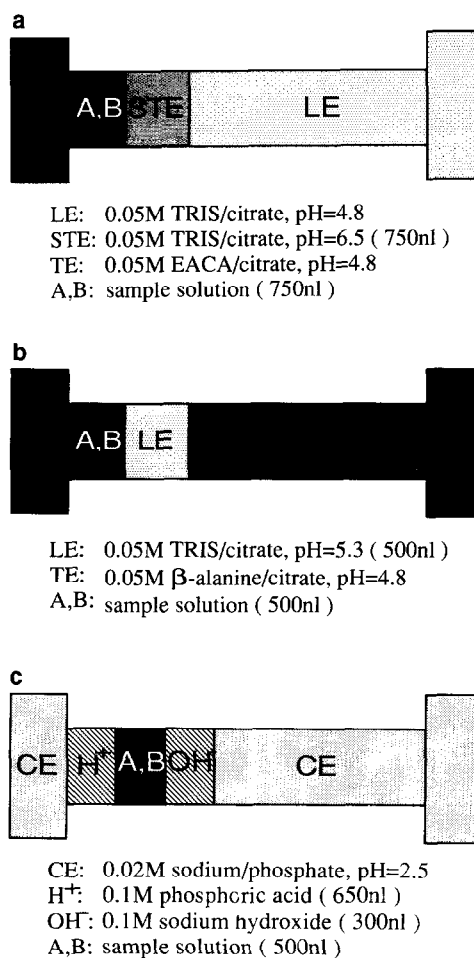 a
A,B STE LE
LE: 0.05M TRIS/citrate, pH=4.8
STE: 0.05M TRIS/citrate, pH=6.5 ( 750nl )
TE: 0.05M EACA/citrate, pH=4.8
A,B: sample solution ( 750nl )
b
A,B LE
LE: 0.05M TRIS/citrate, pH=5.3 ( 500nl )
TE: 0.05M β-alanine/citrate, pH=4.8
A,B: sample solution ( 500nl )
c
CE H⁺ A,B OH⁻ CE
CE: 0.02M sodium/phosphate, pH=2.5
H⁺: 0.1M phosphoric acid ( 650nl )
OH⁻: 0.1M sodium hydroxide ( 300nl )
A,B: sample solution ( 500nl )